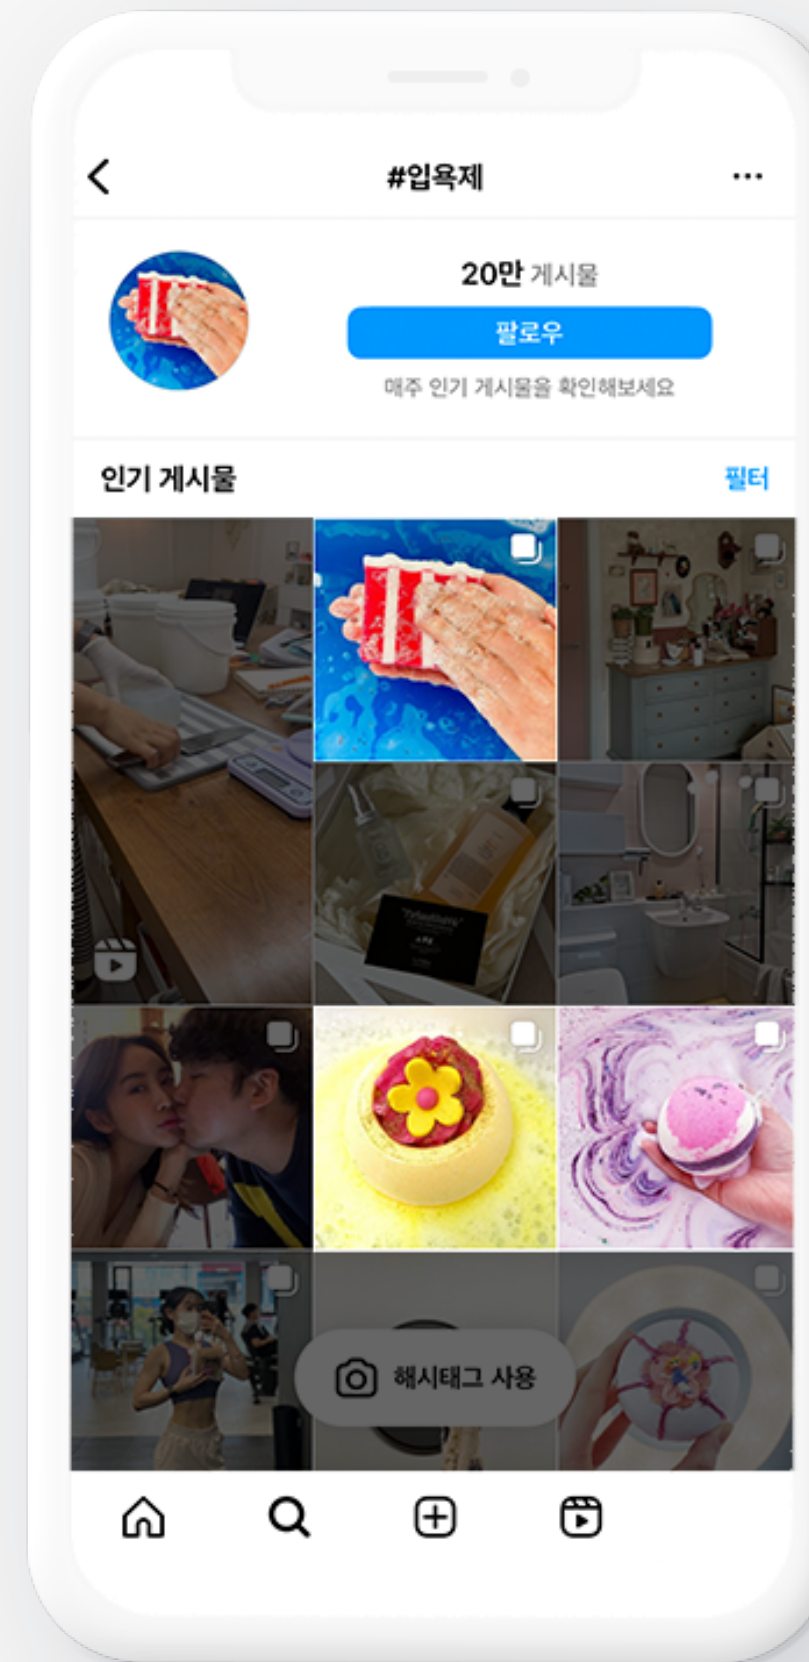 #입욕제
20만 게시물
팔로우
매주 인기 게시물을 확인해보세요
인기 게시물
필터
해시태그 사용